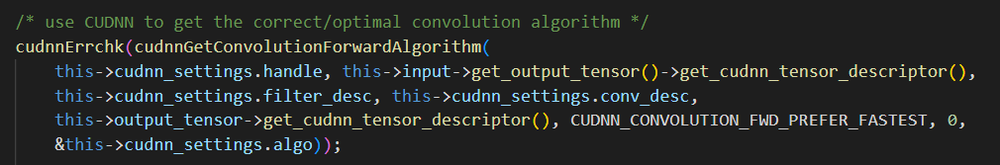 /* use CUDNN to get the correct/optimal convolution algorithm */
cudnnErrchk(cudnnGetConvolutionForwardAlgorithm(
this->cudnn_settings.handle, this->input->get_output_tensor()->get_cudnn_tensor_descriptor(),
this->cudnn_settings.filter_desc, this->cudnn_settings.conv_desc,
this->output_tensor->get_cudnn_tensor_descriptor(), CUDNN_CONVOLUTION_FWD_PREFER_FASTEST, 0,
&this->cudnn_settings.algo));